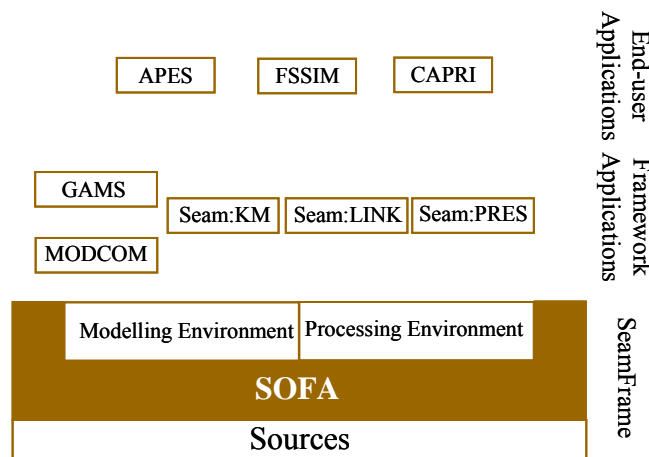 APES
FSSIM
CAPRI
End-user
Applications
GAMS
Seam:KM
Seam:LINK
Seam:PRES
MODCOM
Framework
Applications
Modelling Environment
Processing Environment
SOFA
Sources
SeamFrame